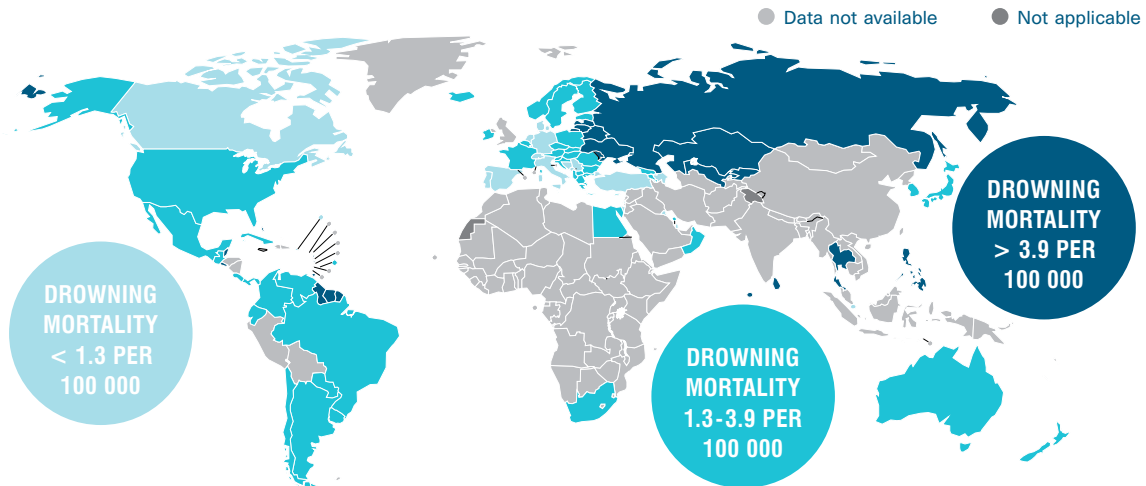 Data not available
Not applicable
DROWNING
MORTALITY
< 1.3 PER
100 000
DROWNING
MORTALITY
1.3-3.9 PER
100 000
DROWNING
MORTALITY
> 3.9 PER
100 000